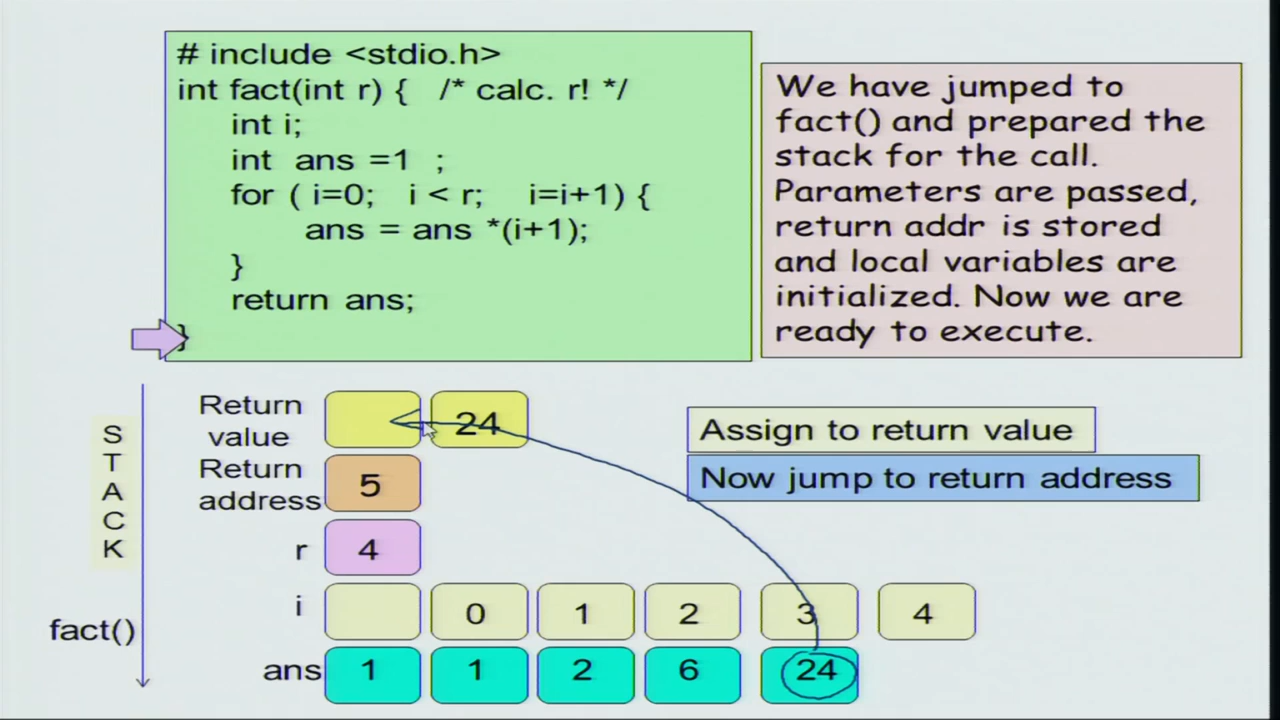 # include <stdio.h>
int fact(int r) { /* calc. r! */
int i;
int ans =1 ;
for ( i=0; i < r; i=i+1) {
ans = ans *(i+1);
}
return ans;
}
We have jumped to
fact() and prepared the
stack for the call.
Parameters are passed,
return addr is stored
and local variables are
initialized. Now we are
ready to execute.
STACK
fact()
Return
value
24
Return
address
5
r 4
i 0 1 2 3 4
ans 1 1 2 6 24
Assign to return value
Now jump to return address